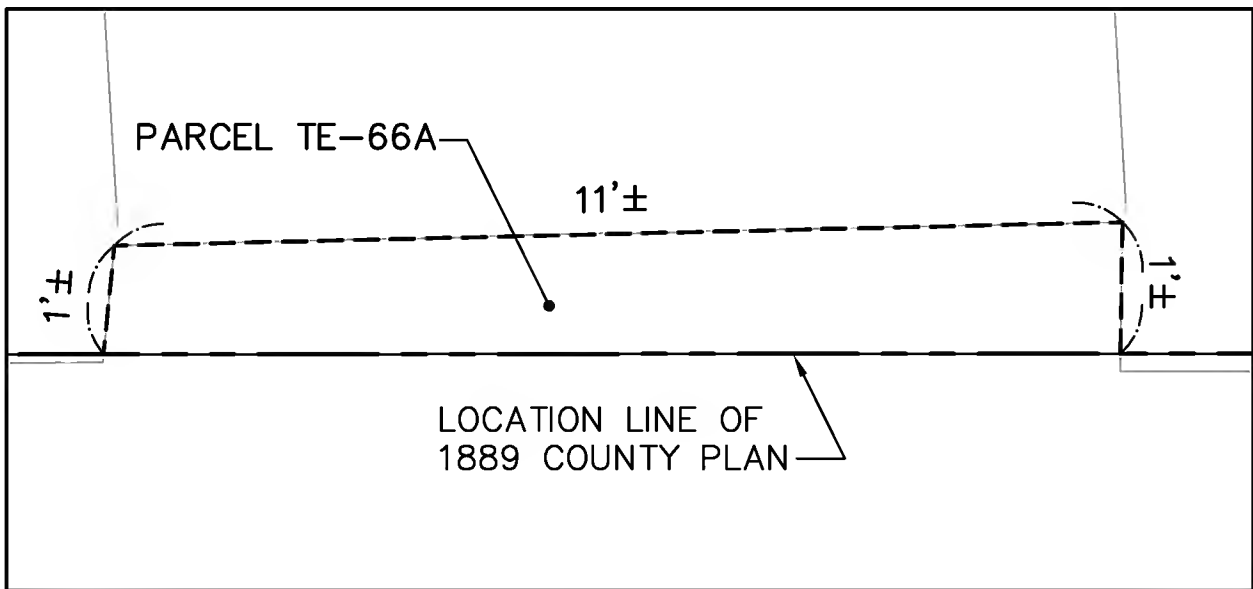 PARCEL TE-66A
11'±
1'±
1'±
LOCATION LINE OF
1889 COUNTY PLAN